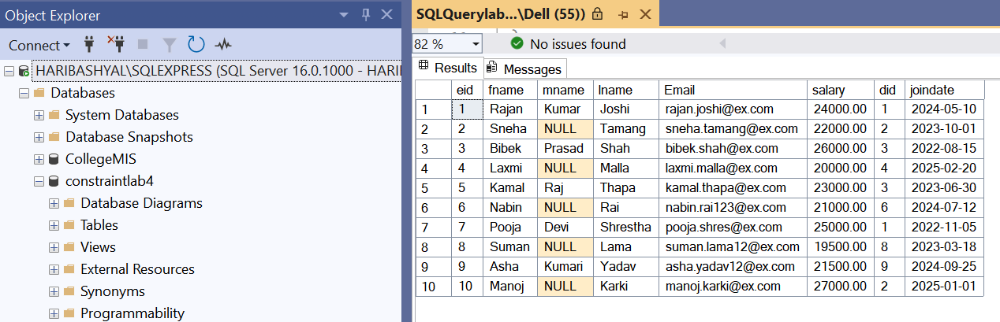 Object Explorer
Connect
HARIBASHYAL\SQLEXPRESS (SQL Server 16.0.1000 - HARI
Databases
System Databases
Database Snapshots
CollegeMIS
constraintlab4
Database Diagrams
Tables
Views
External Resources
Synonyms
Programmability
SQLQuerylab...\Dell (55))
82 % No issues found
Results Messages
eid fname mname lname Email salary did joindate
1 1 Rajan Kumar Joshi rajan.joshi@ex.com 24000.00 1 2024-05-10
2 2 Sneha NULL Tamang sneha.tamang@ex.com 22000.00 2 2023-10-01
3 3 Bibek Prasad Shah bibek.shah@ex.com 26000.00 3 2022-08-15
4 4 Laxmi NULL Malla laxmi.malla@ex.com 20000.00 4 2025-02-20
5 5 Kamal Raj Thapa kamal.thapa@ex.com 23000.00 3 2023-06-30
6 6 Nabin NULL Rai nabin.rai123@ex.com 21000.00 6 2024-07-12
7 7 Pooja Devi Shrestha pooja.shres@ex.com 25000.00 1 2022-11-05
8 8 Suman NULL Lama suman.lama12@ex.com 19500.00 8 2023-03-18
9 9 Asha Kumari Yadav asha.yadav12@ex.com 21500.00 9 2024-09-25
10 10 Manoj NULL Karki manoj.karki@ex.com 27000.00 2 2025-01-01